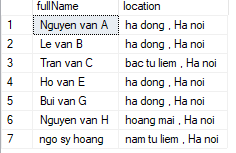 fullName location
1 Nguyen van A ha dong , Ha noi
2 Le van B ha dong , Ha noi
3 Tran van C bac tu liem , Ha noi
4 Ho van E ha dong , Ha noi
5 Bui van G ha dong , Ha noi
6 Nguyen van H hoang mai , Ha noi
7 ngo sy hoang nam tu liem , Ha noi